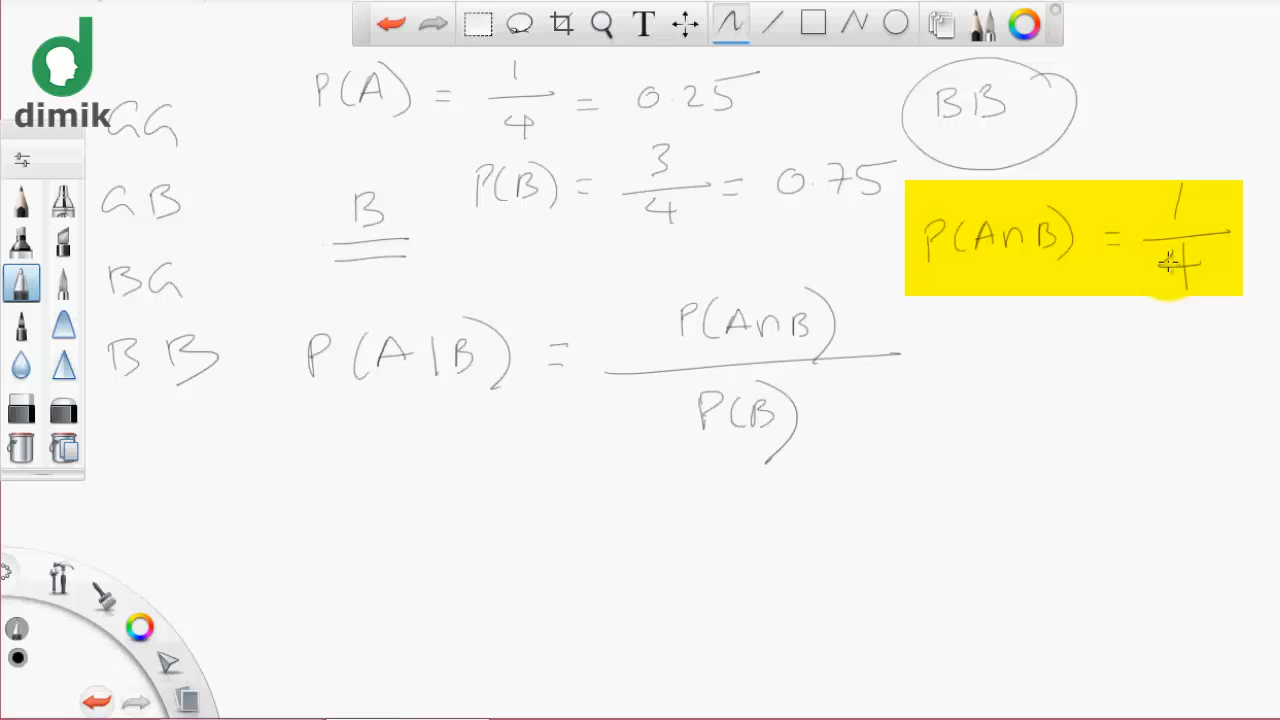 dimik
GG
GB
BG
BB
P(A) = 1/4 = 0.25
P(B) = 3/4 = 0.75
B
BB
P(A∩B) = 1/4
P(A|B) = P(A∩B)/P(B)
T